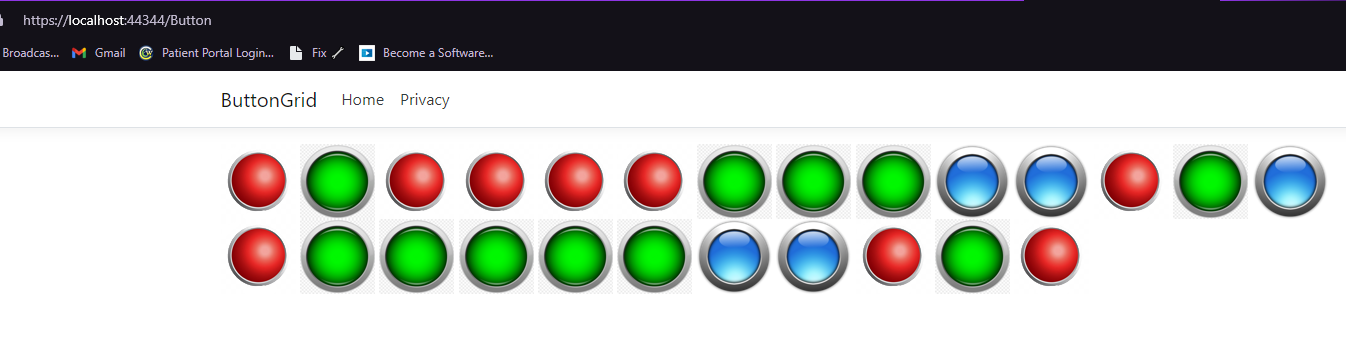 https://localhost:44344/Button
Broadcas... Gmail Patient Portal Login... Fix Become a Software...
ButtonGrid Home Privacy